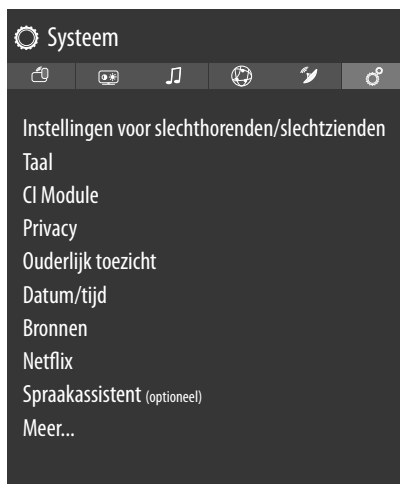 Systeem
Instellingen voor slechthorenden/slechtzienden
Taal
CI Module
Privacy
Ouderlijk toezicht
Datum/tijd
Bronnen
Netflix
Spraakassistent (optioneel)
Meer...